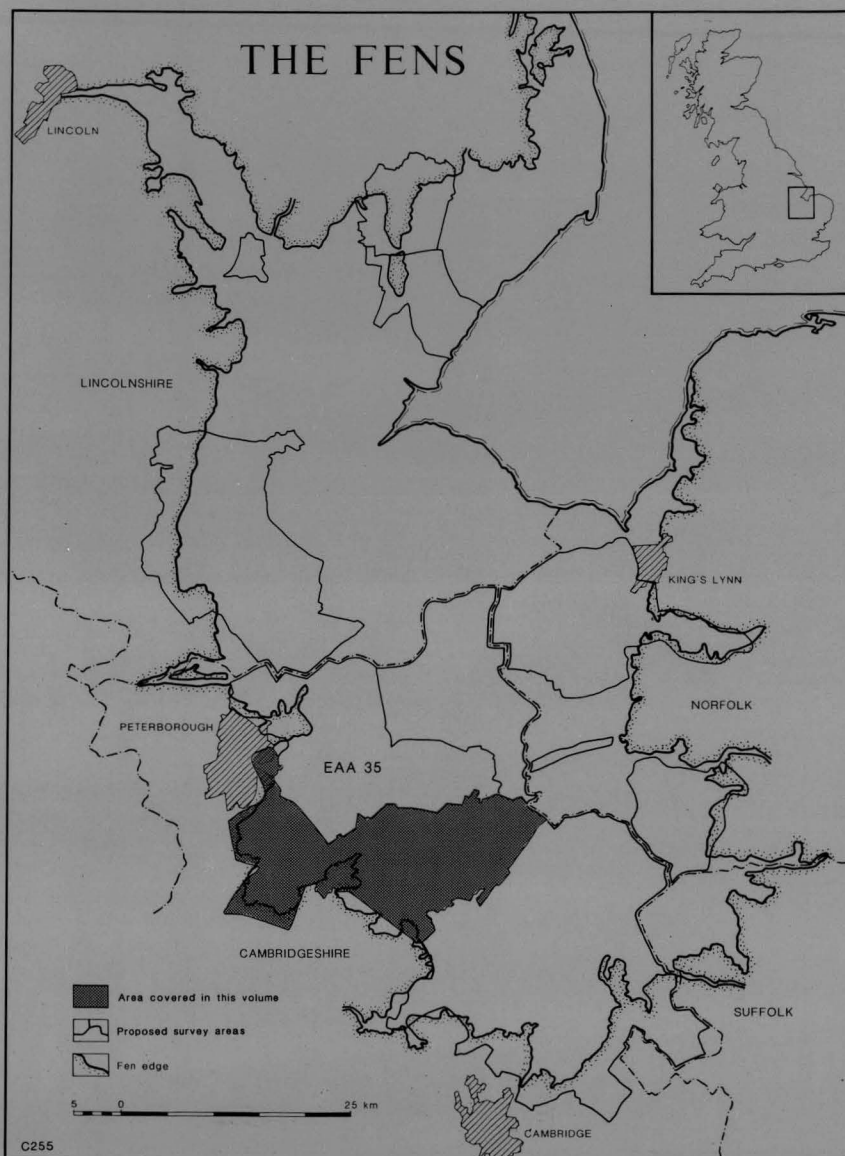 THE FENS
LINCOLN
LINCOLNSHIRE
KING'S LYNN
NORFOLK
PETERBOROUGH
EAA 35
CAMBRIDGESHIRE
Area covered in this volume
Proposed survey areas
Fen edge
SUFFOLK
5 0 25 km
CAMBRIDGE
C255